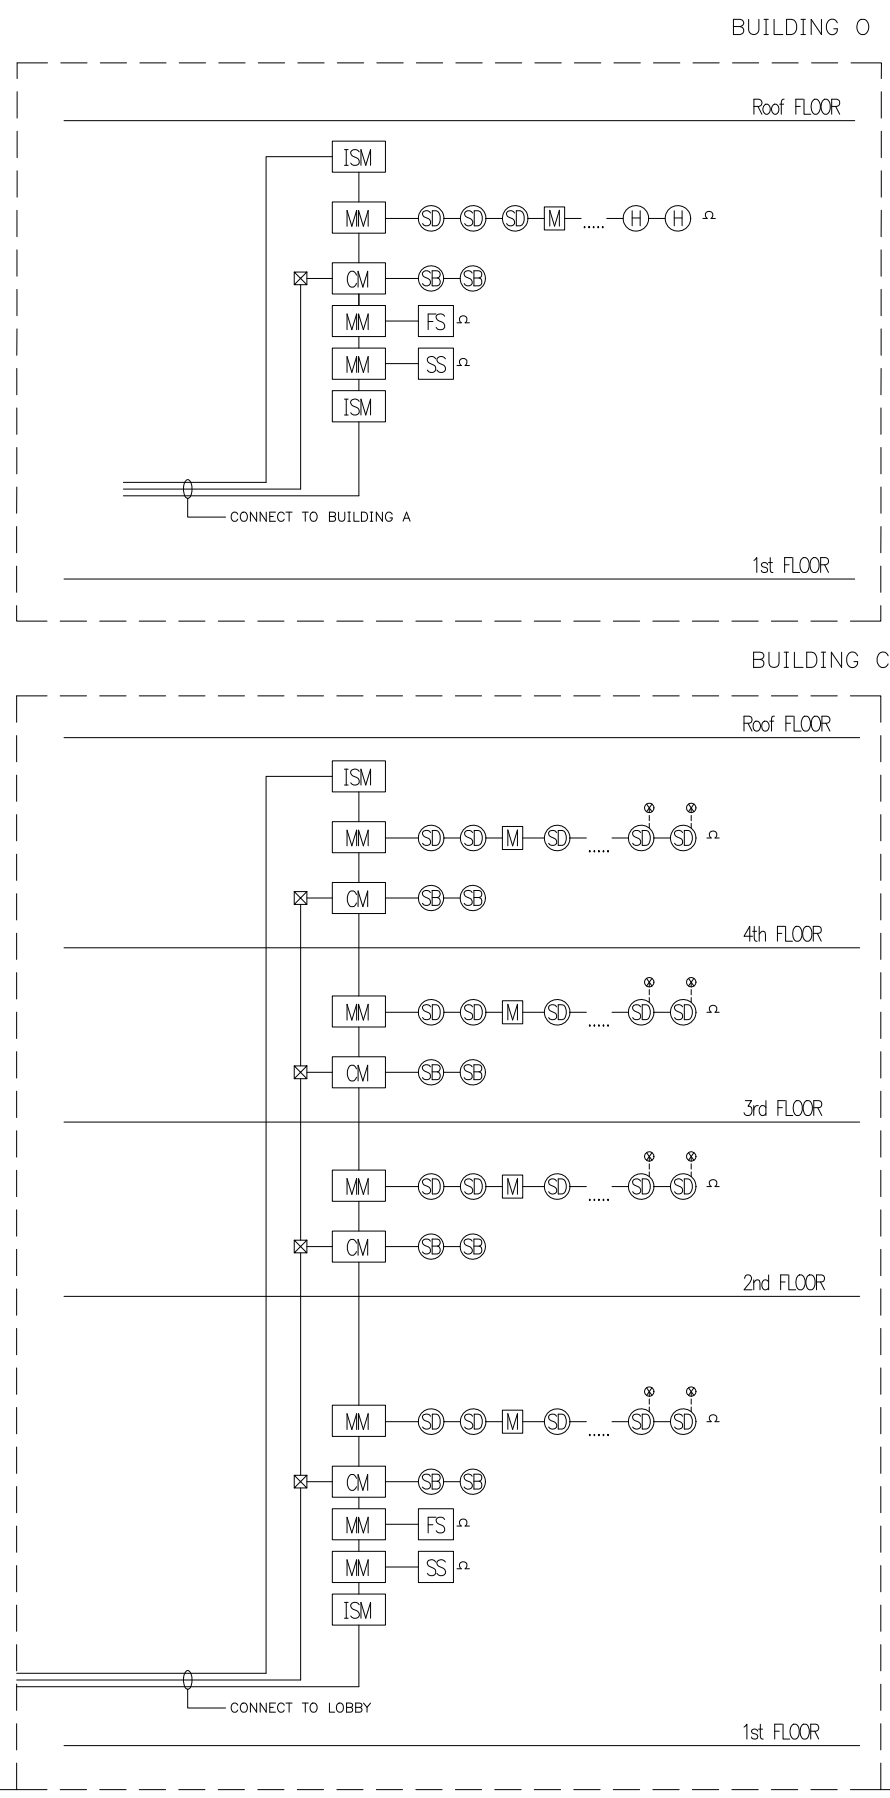 BUILDING O
Roof FLOOR
ISM
MM SD SD SD M ..... H H Ω
CM SB SB
MM FS Ω
MM SS Ω
ISM
CONNECT TO BUILDING A
1st FLOOR
BUILDING C
Roof FLOOR
ISM
MM SD SD M SD ..... SD SD Ω
CM SB SB
4th FLOOR
MM SD SD M SD ..... SD SD Ω
CM SB SB
3rd FLOOR
MM SD SD M SD ..... SD SD Ω
CM SB SB
2nd FLOOR
MM SD SD M SD ..... SD SD Ω
CM SB SB
MM FS Ω
MM SS Ω
ISM
CONNECT TO LOBBY
1st FLOOR